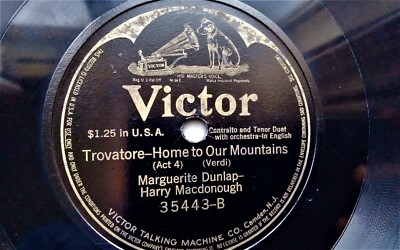 HIS MASTER'S VOICE
Victor
$1.25 in U.S.A.
Contralto and Tenor Duet
with orchestra-In English
Trovatore—Home to Our Mountains
(Act 4) (Verdi)
Marguerite Dunlap-
Harry Macdonough
35443-B
VICTOR TALKING MACHINE CO. Camden, N.J.